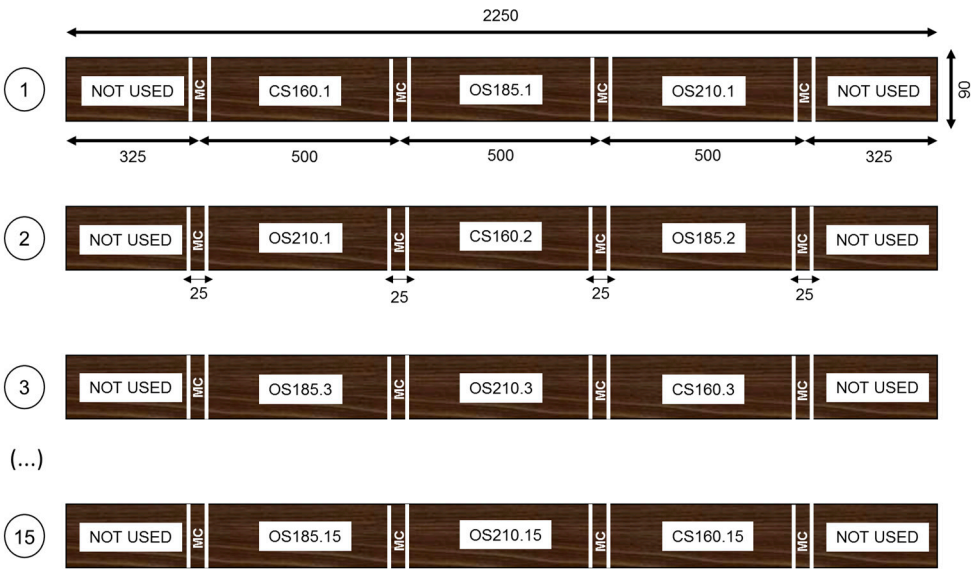 2250
1 NOT USED MC CS160.1 MC OS185.1 MC OS210.1 MC NOT USED 90
325 500 500 500 325
2 NOT USED MC OS210.1 MC CS160.2 MC OS185.2 MC NOT USED
25 25 25 25
3 NOT USED MC OS185.3 MC OS210.3 MC CS160.3 MC NOT USED
(...)
15 NOT USED MC OS185.15 MC OS210.15 MC CS160.15 MC NOT USED